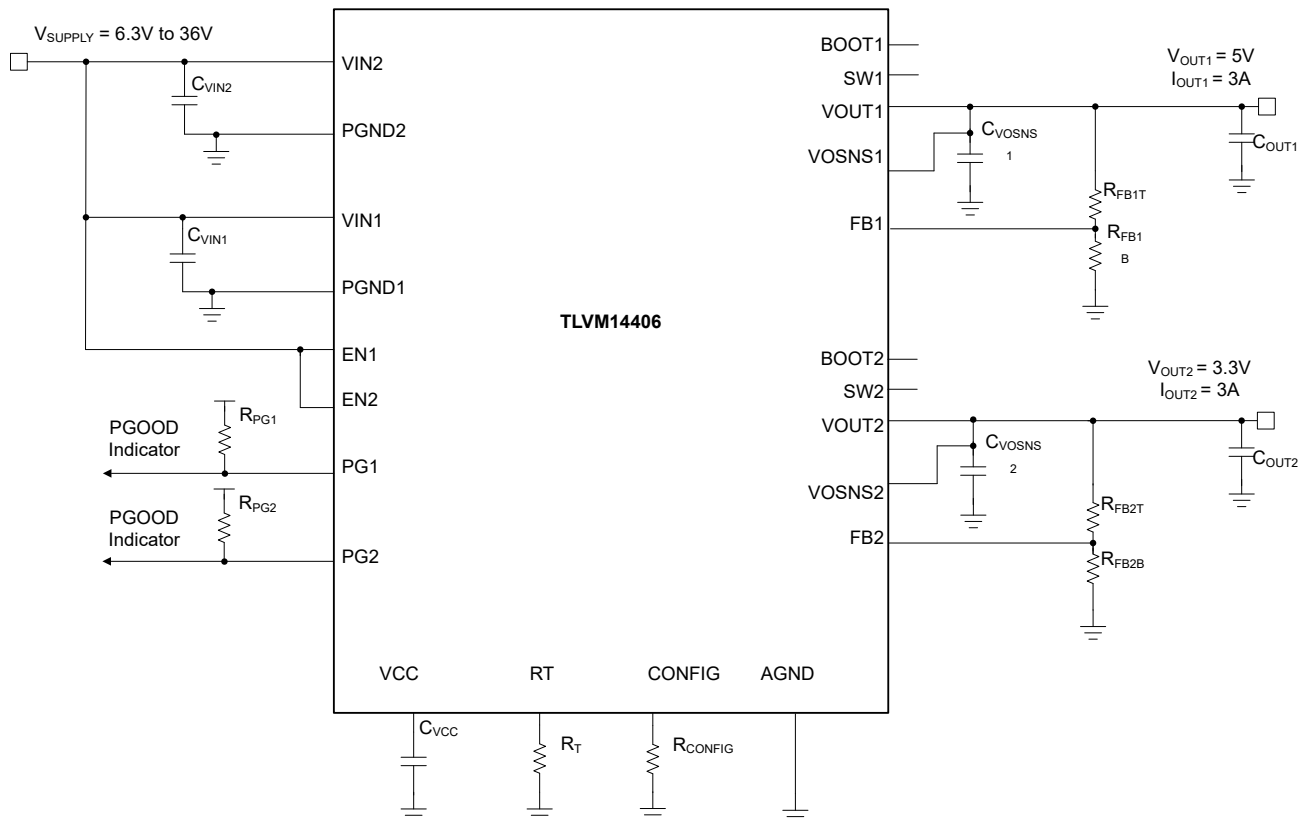 VSUPPLY = 6.3V to 36V
VIN2
CVIN2
PGND2
VIN1
CVIN1
PGND1
EN1
EN2
RPG1
PGOOD
Indicator
PG1
RPG2
PGOOD
Indicator
PG2
TLVM14406
BOOT1
SW1
VOUT1
VOSNS1
FB1
VOUT1 = 5V
IOUT1 = 3A
CVOSNS
1
COUT1
RFB1T
RFB1
B
BOOT2
SW2
VOUT2
VOSNS2
FB2
VOUT2 = 3.3V
IOUT2 = 3A
CVOSNS
2
COUT2
RFB2T
RFB2B
VCC
RT
CONFIG
AGND
CVCC
RT
RCONFIG